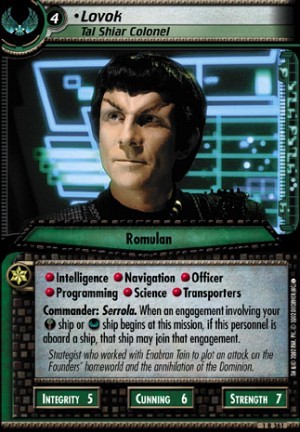 4
•Lovok
Tal Shiar Colonel
Romulan
•Intelligence •Navigation •Officer
•Programming •Science •Transporters
Commander: Serrola. When an engagement involving your
ship or ship begins at this mission, if this personnel is
aboard a ship, that ship may join that engagement.
Strategist who worked with Enabran Tain to plot an attack on the
Founders' homeworld and the annihilation of the Dominion.
INTEGRITY 5 CUNNING 6 STRENGTH 7